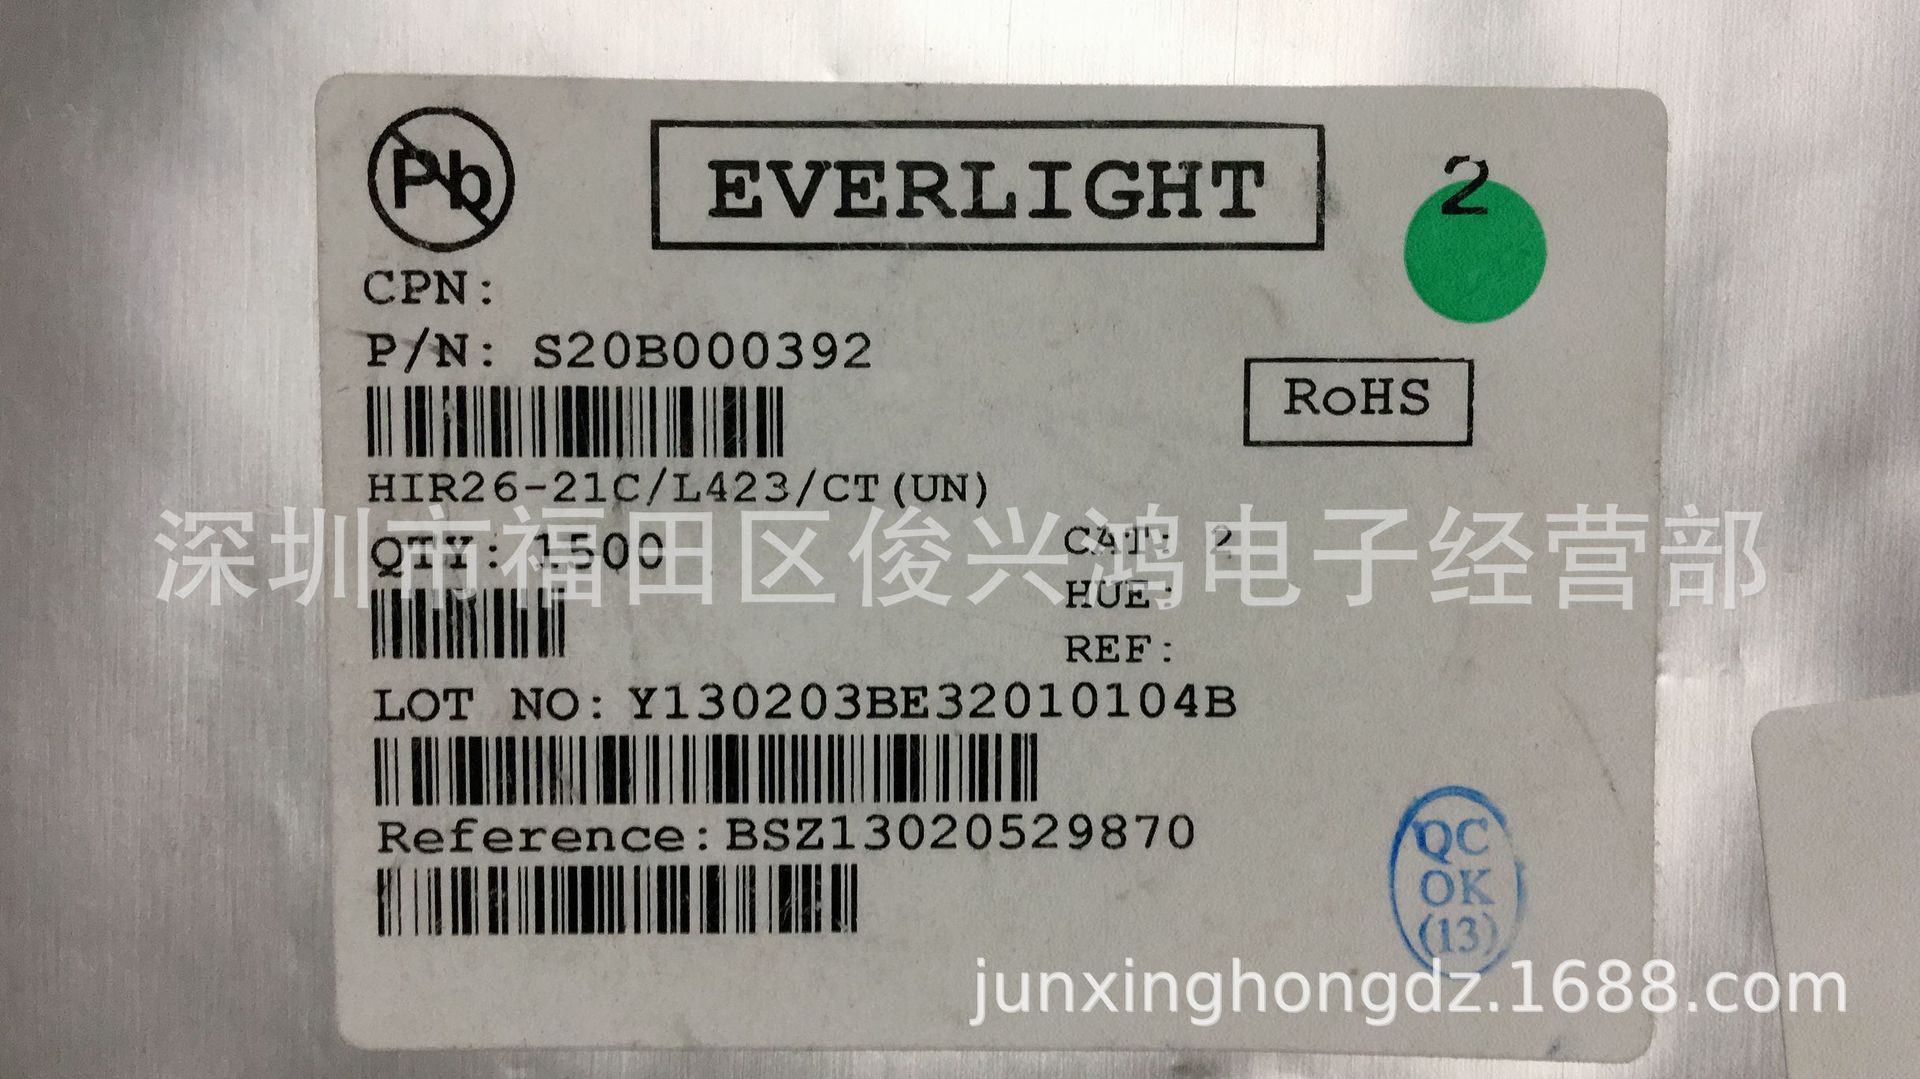 Pb
EVERLIGHT
2
CPN:
P/N: S20B000392
RoHS
HIR26-21C/L423/CT(UN)
深圳市福田区俊兴鸿电子经营部
QTY: 1500
CAT: 2
HUE:
REF:
LOT NO: Y130203BE32010104B
Reference:BSZ13020529870
QC
OK
(13)
junxinghongdz.1688.com